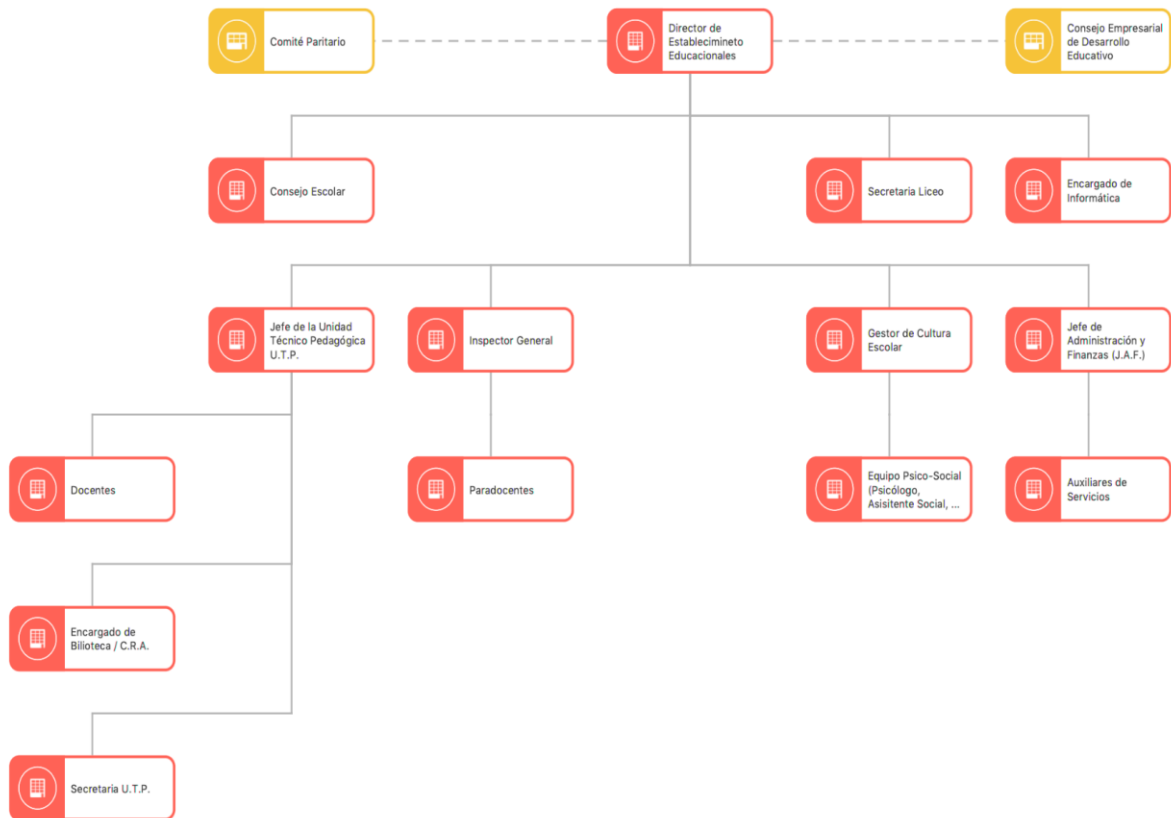 Comité Paritario
Director de
Establecimineto
Educacionales
Consejo Empresarial
de Desarrollo
Educativo
Consejo Escolar
Secretaria Liceo
Encargado de
Informática
Jefe de la Unidad
Técnico Pedagógica
U.T.P.
Inspector General
Gestor de Cultura
Escolar
Jefe de
Administración y
Finanzas (J.A.F.)
Docentes
Paradocentes
Equipo Psico-Social
(Psicólogo,
Asisitente Social, ...
Auxiliares de
Servicios
Encargado de
Bilioteca / C.R.A.
Secretaria U.T.P.